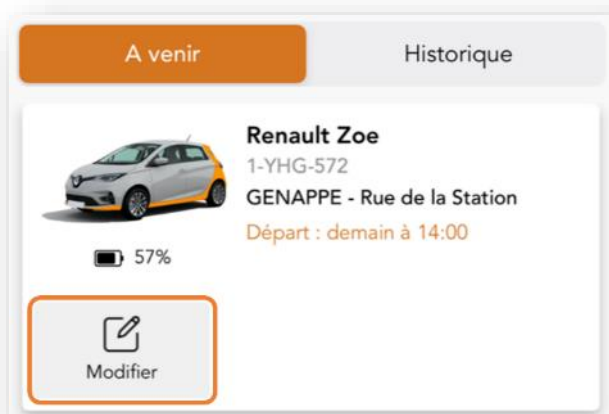 A venir
Historique
Renault Zoe
1-YHG-572
GENAPPE - Rue de la Station
Départ : demain à 14:00
57%
Modifier